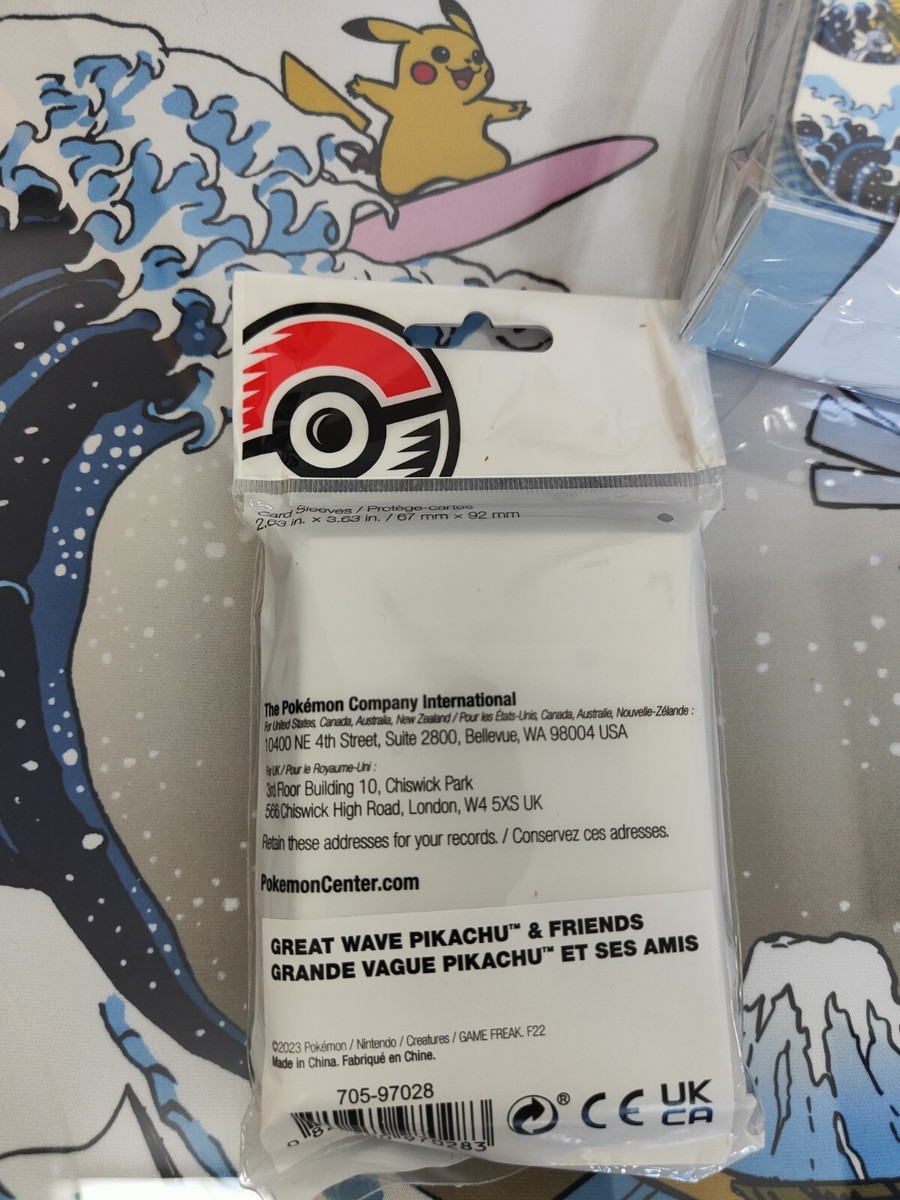 Card Sleeves / Protège-cartes
2.63 in. × 3.63 in. / 67 mm × 92 mm
The Pokémon Company International
For United States, Canada, Australia, New Zealand / Pour les États-Unis, Canada, Australie, Nouvelle-Zélande :
10400 NE 4th Street, Suite 2800, Bellevue, WA 98004 USA
For UK / Pour le Royaume-Uni :
3rd Floor Building 10, Chiswick Park
566 Chiswick High Road, London, W4 5XS UK
Retain these addresses for your records. / Conservez ces adresses.
PokemonCenter.com
GREAT WAVE PIKACHU™ & FRIENDS
GRANDE VAGUE PIKACHU™ ET SES AMIS
©2023 Pokémon / Nintendo / Creatures / GAME FREAK. F22
Made in China. Fabriqué en Chine.
705-97028
® CE UK
CA